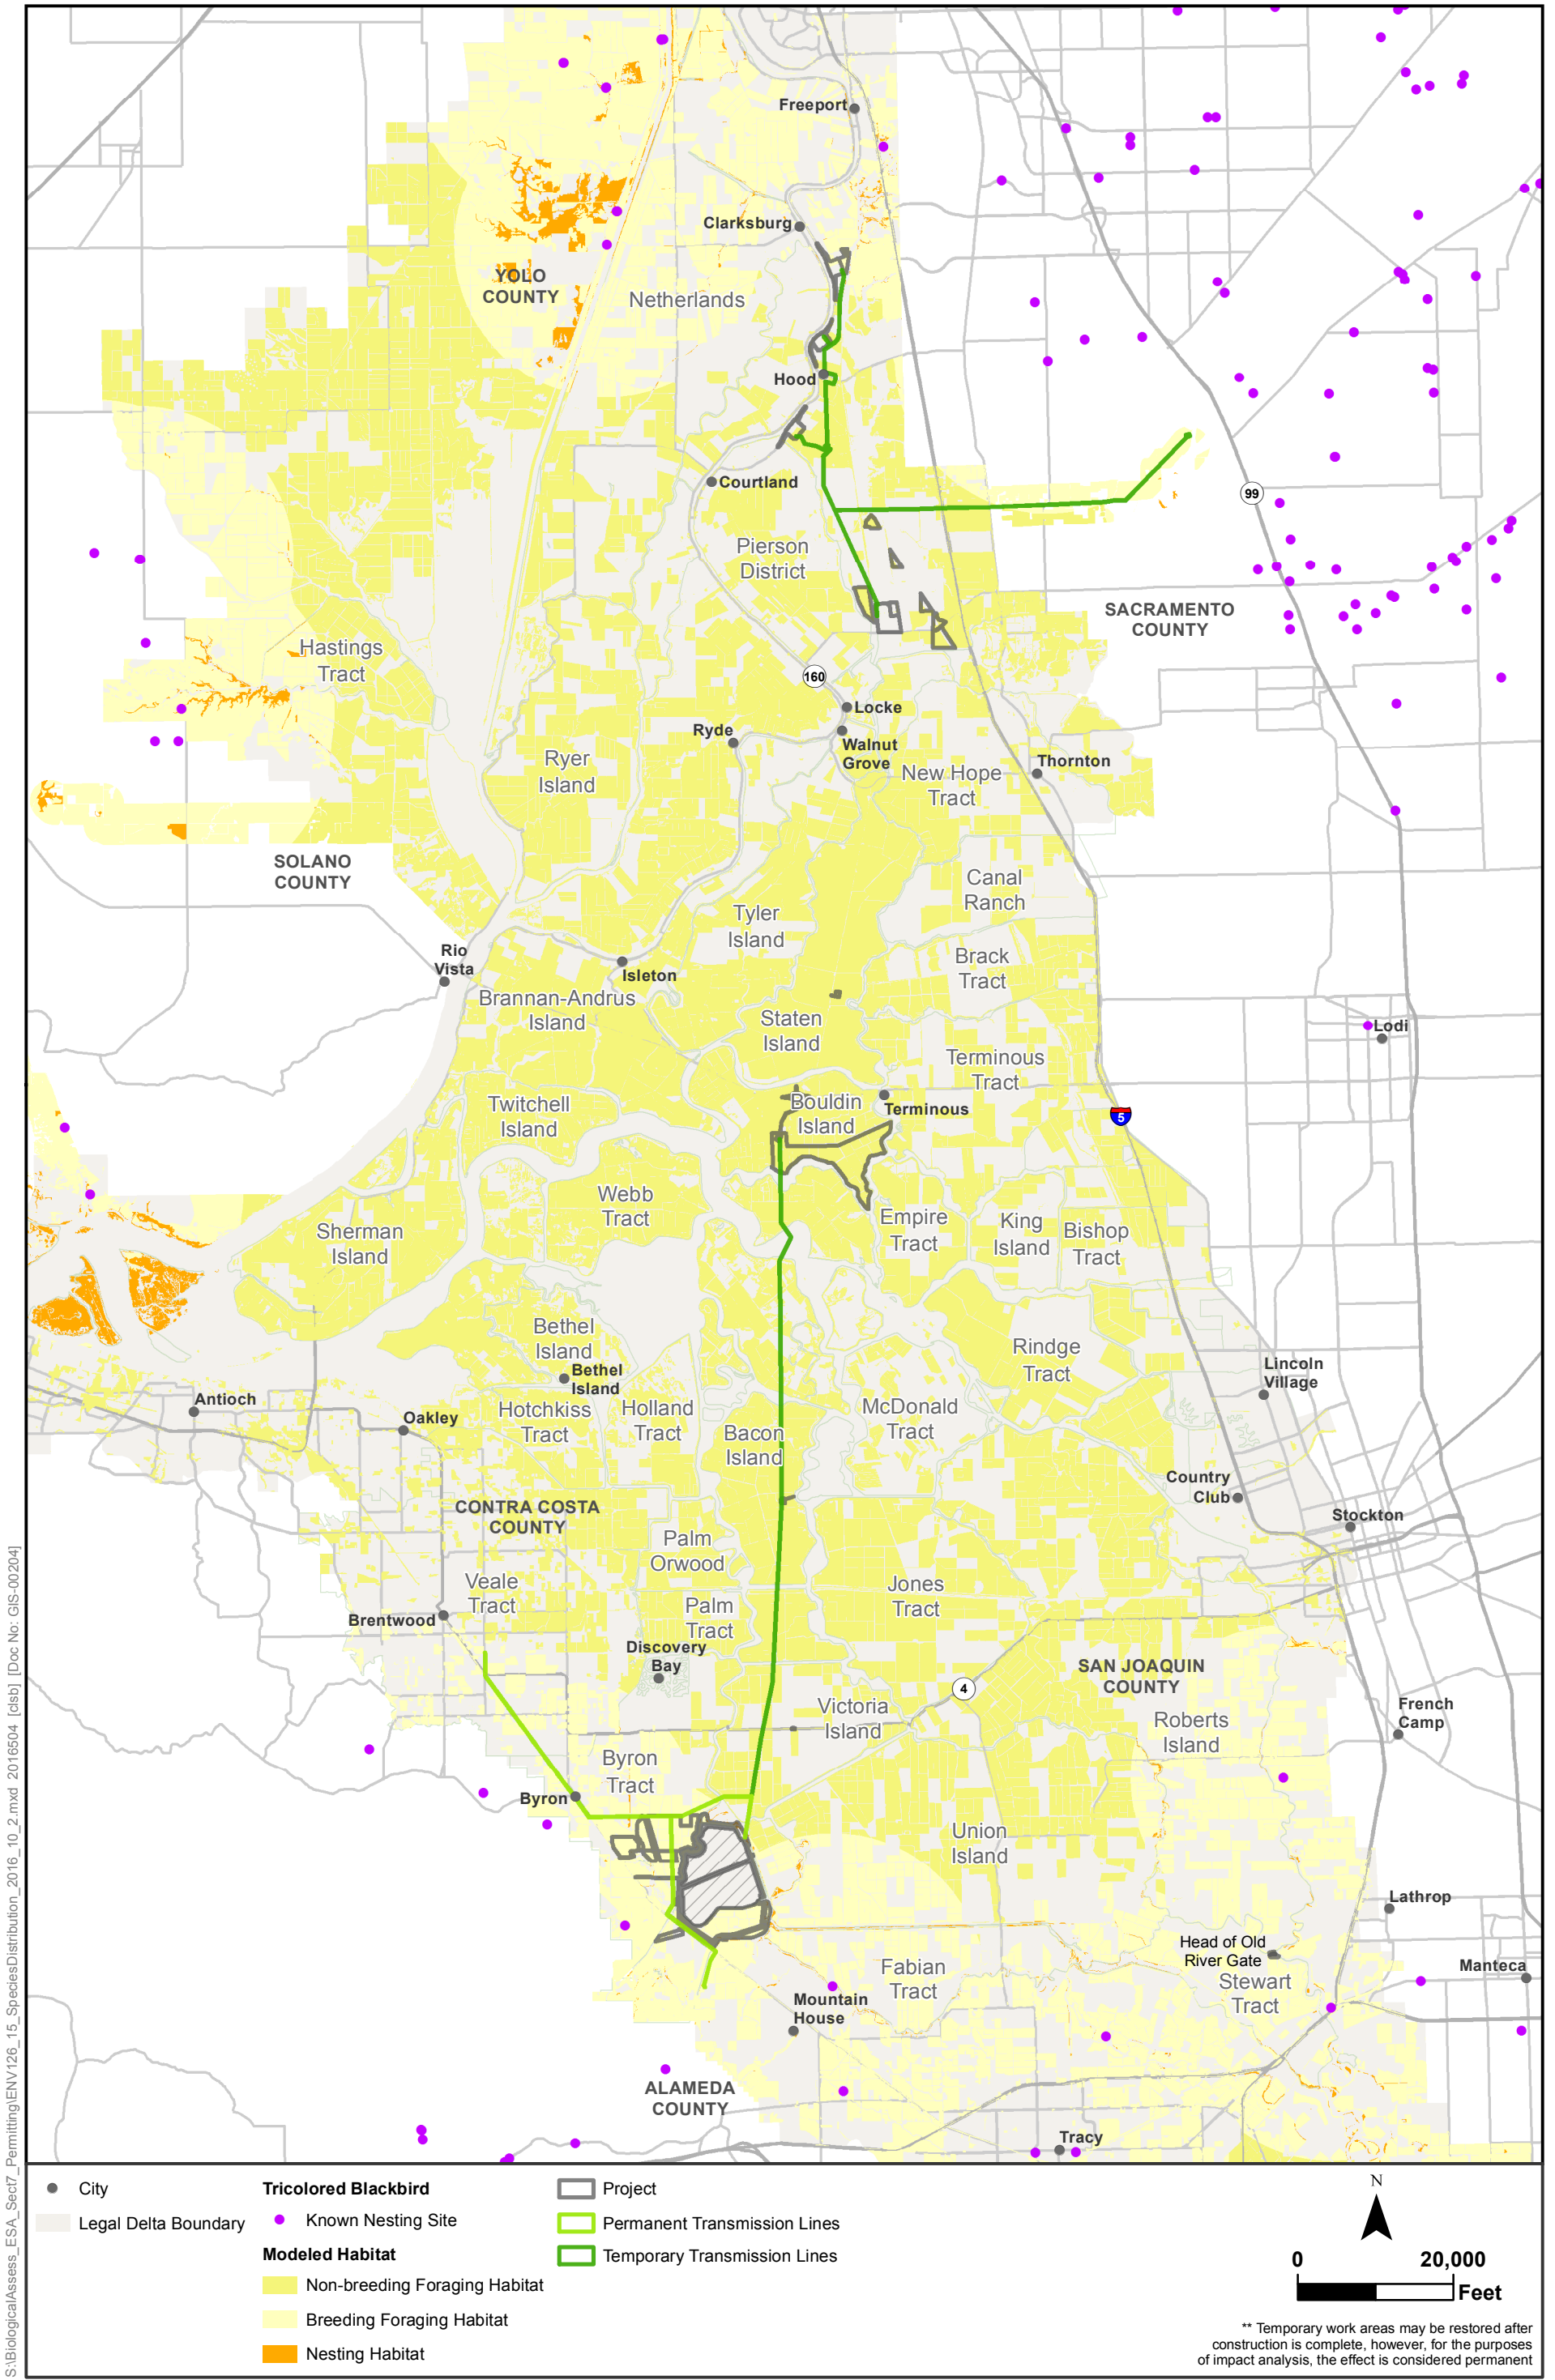 Freeport
Clarksburg
YOLO
COUNTY
Netherlands
Hood
Courtland
99
Pierson
District
SACRAMENTO
COUNTY
Hastings
Tract
160
Locke
Ryde
Walnut
Grove
Ryer
Island
New Hope
Tract
Thornton
SOLANO
COUNTY
Canal
Ranch
Tyler
Island
Rio
Vista
Isleton
Brack
Tract
Brannan-Andrus
Island
Staten
Island
Lodi
Terminous
Tract
Twitchell
Island
Bouldin
Island
Terminous
5
Webb
Tract
Sherman
Island
Empire
Tract
King
Island
Bishop
Tract
Bethel
Island
Bethel
Island
Rindge
Tract
Lincoln
Village
Antioch
Oakley
Hotchkiss
Tract
Holland
Tract
Bacon
Island
McDonald
Tract
Country
Club
CONTRA COSTA
COUNTY
Stockton
Palm
Orwood
Veale
Tract
Jones
Tract
Brentwood
Palm
Tract
Discovery
Bay
SAN JOAQUIN
COUNTY
4
Victoria
Island
Roberts
Island
French
Camp
Byron
Tract
Byron
Union
Island
Lathrop
Head of Old
River Gate
Fabian
Tract
Stewart
Tract
Manteca
Mountain
House
ALAMEDA
COUNTY
Tracy
S:\BiologicalAssess_ESA_Sect7_Permitting\ENV126_15_SpeciesDistribution_2016_10_2.mxd 2016504 [clsb] [Doc No: GIS-00204]
City
Legal Delta Boundary
Tricolored Blackbird
Known Nesting Site
Modeled Habitat
Non-breeding Foraging Habitat
Breeding Foraging Habitat
Nesting Habitat
Project
Permanent Transmission Lines
Temporary Transmission Lines
N
0 20,000
Feet
** Temporary work areas may be restored after
construction is complete, however, for the purposes
of impact analysis, the effect is considered permanent